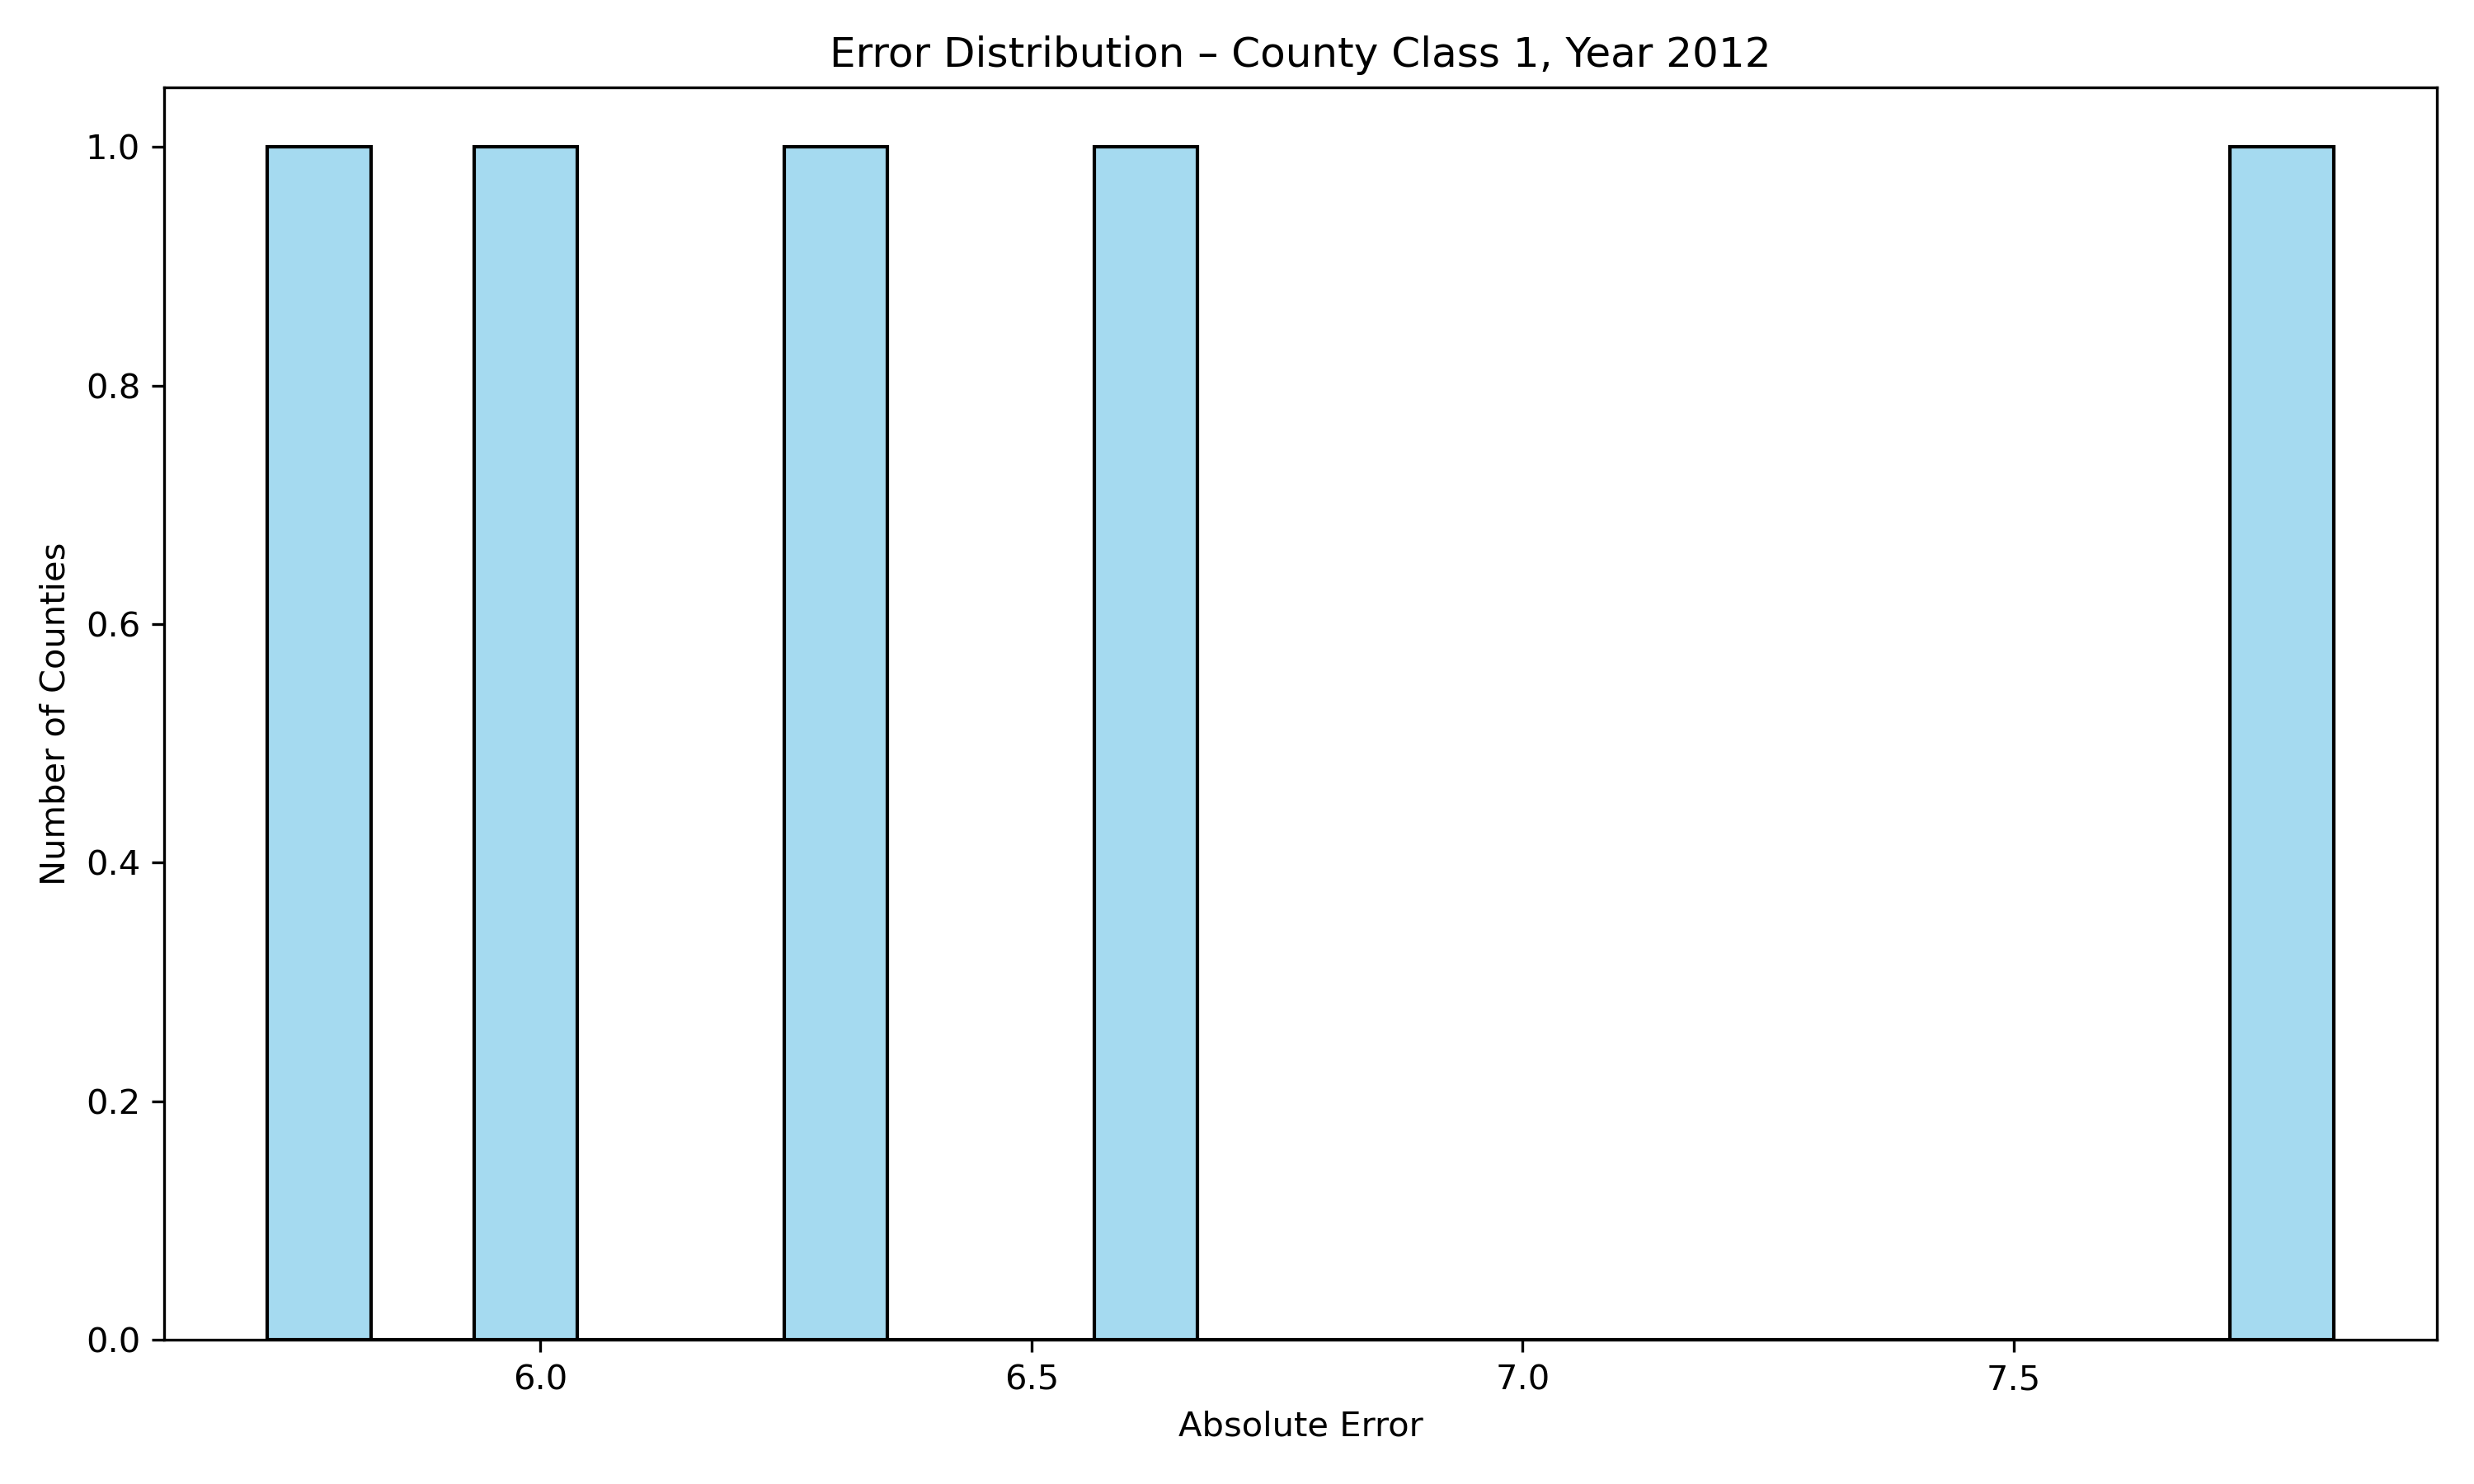 Error Distribution – County Class 1, Year 2012
1.0
0.8
0.6
0.4
0.2
0.0
Number of Counties
6.0 6.5 7.0 7.5
Absolute Error